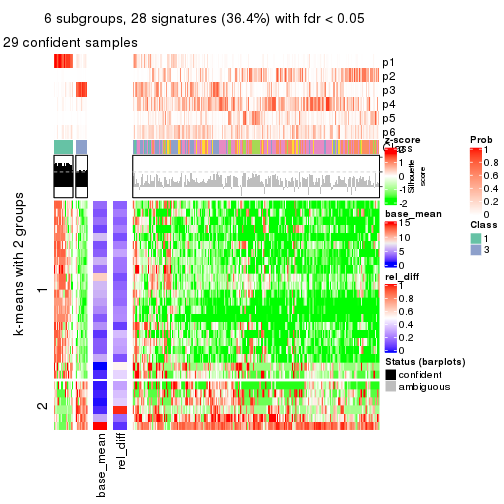 6 subgroups, 28 signatures (36.4%) with fdr < 0.05
29 confident samples
p1
p2
p3
p4
p5
p6
Class
z-score
2
1
0
-1
-2
Silhouette
score
Prob
1
0.8
0.6
0.4
0.2
0
Class
1
3
base_mean
15
10
5
0
rel_diff
1
0.8
0.6
0.4
0.2
0
Status (barplots)
confident
ambiguous
k-means with 2 groups
1
2
base_mean
rel_diff